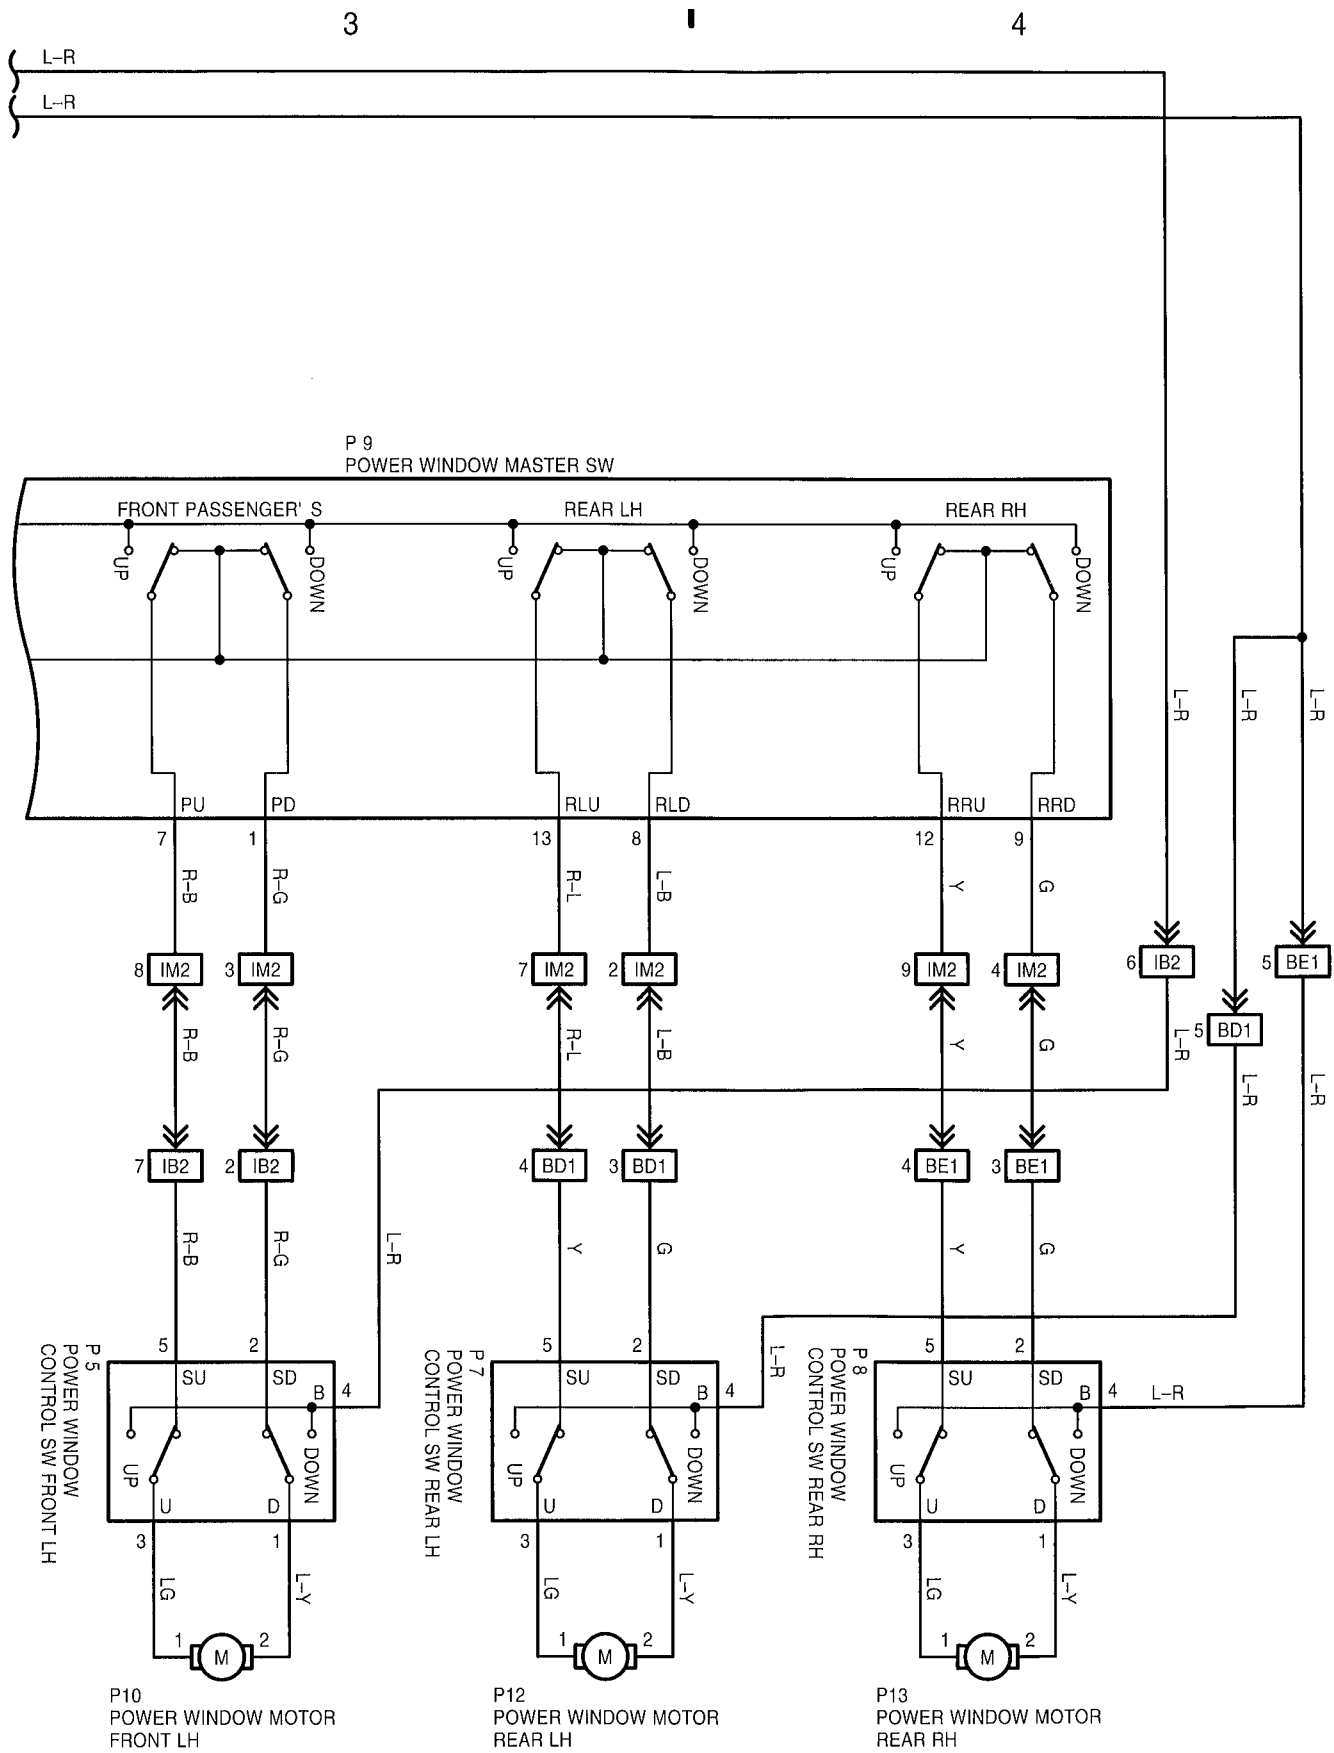 3 4
L–R
L–R
P 9
POWER WINDOW MASTER SW
FRONT PASSENGER' S REAR LH REAR RH
UP DOWN UP DOWN UP DOWN
L–R L–R L–R
PU PD RLU RLD RRU RRD
7 1 13 8 12 9
R–B R–G R–L L–B Y G
8 IM2 3 IM2 7 IM2 2 IM2 9 IM2 4 IM2 6 IB2 5 BE1
5 BD1
R–B R–G R–L L–B Y G L–R
L–R L–R
7 IB2 2 IB2 4 BD1 3 BD1 4 BE1 3 BE1
R–B R–G L–R Y G Y G
5 2 5 2 5 2
P 5
POWER WINDOW
CONTROL SW FRONT LH
SU SD B 4
UP DOWN
U D
P 7
POWER WINDOW
CONTROL SW REAR LH
SU SD B 4 L–R
UP DOWN
U D
P 8
POWER WINDOW
CONTROL SW REAR RH
SU SD B 4 L–R
UP DOWN
U D
3 1 3 1 3 1
LG L–Y LG L–Y LG L–Y
1 M 2 1 M 2 1 M 2
P10
POWER WINDOW MOTOR
FRONT LH
P12
POWER WINDOW MOTOR
REAR LH
P13
POWER WINDOW MOTOR
REAR RH